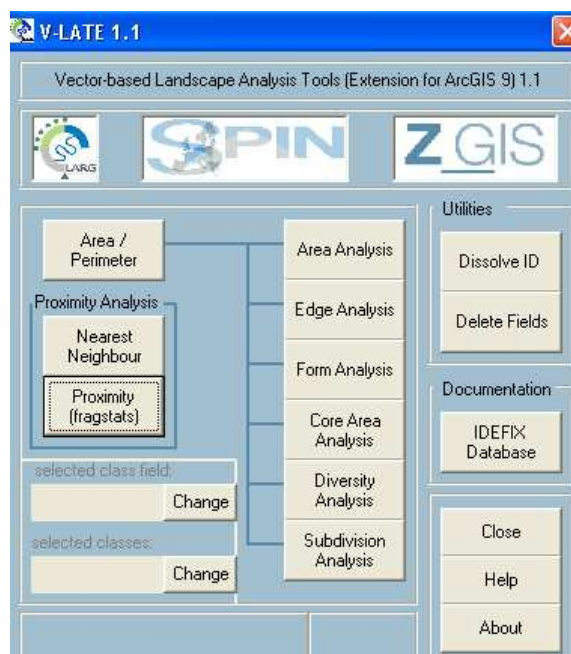 V-LATE 1.1
Vector-based Landscape Analysis Tools (Extension for ArcGIS 9) 1.1
LARG
SPIN
Z_GIS
Area /
Perimeter
Proximity Analysis
Nearest
Neighbour
Proximity
(fragstats)
selected class field:
Change
selected classes:
Change
Area Analysis
Edge Analysis
Form Analysis
Core Area
Analysis
Diversity
Analysis
Subdivision
Analysis
Utilities
Dissolve ID
Delete Fields
Documentation
IDEFIX
Database
Close
Help
About